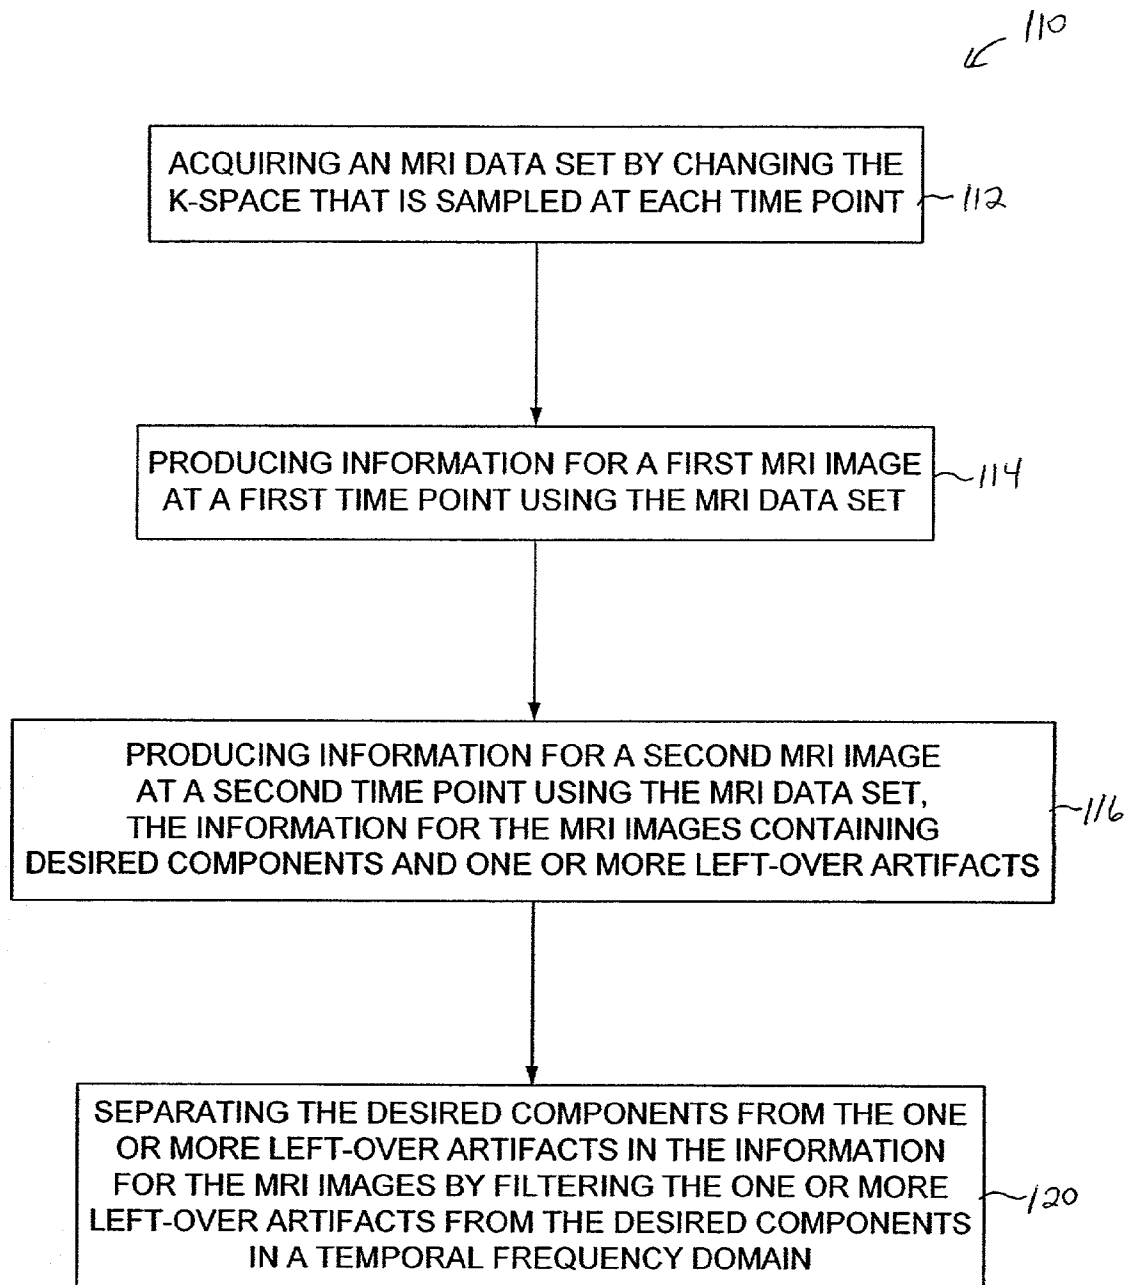 110
ACQUIRING AN MRI DATA SET BY CHANGING THE
K-SPACE THAT IS SAMPLED AT EACH TIME POINT
112
PRODUCING INFORMATION FOR A FIRST MRI IMAGE
AT A FIRST TIME POINT USING THE MRI DATA SET
114
PRODUCING INFORMATION FOR A SECOND MRI IMAGE
AT A SECOND TIME POINT USING THE MRI DATA SET,
THE INFORMATION FOR THE MRI IMAGES CONTAINING
DESIRED COMPONENTS AND ONE OR MORE LEFT-OVER ARTIFACTS
116
SEPARATING THE DESIRED COMPONENTS FROM THE ONE
OR MORE LEFT-OVER ARTIFACTS IN THE INFORMATION
FOR THE MRI IMAGES BY FILTERING THE ONE OR MORE
LEFT-OVER ARTIFACTS FROM THE DESIRED COMPONENTS
IN A TEMPORAL FREQUENCY DOMAIN
120